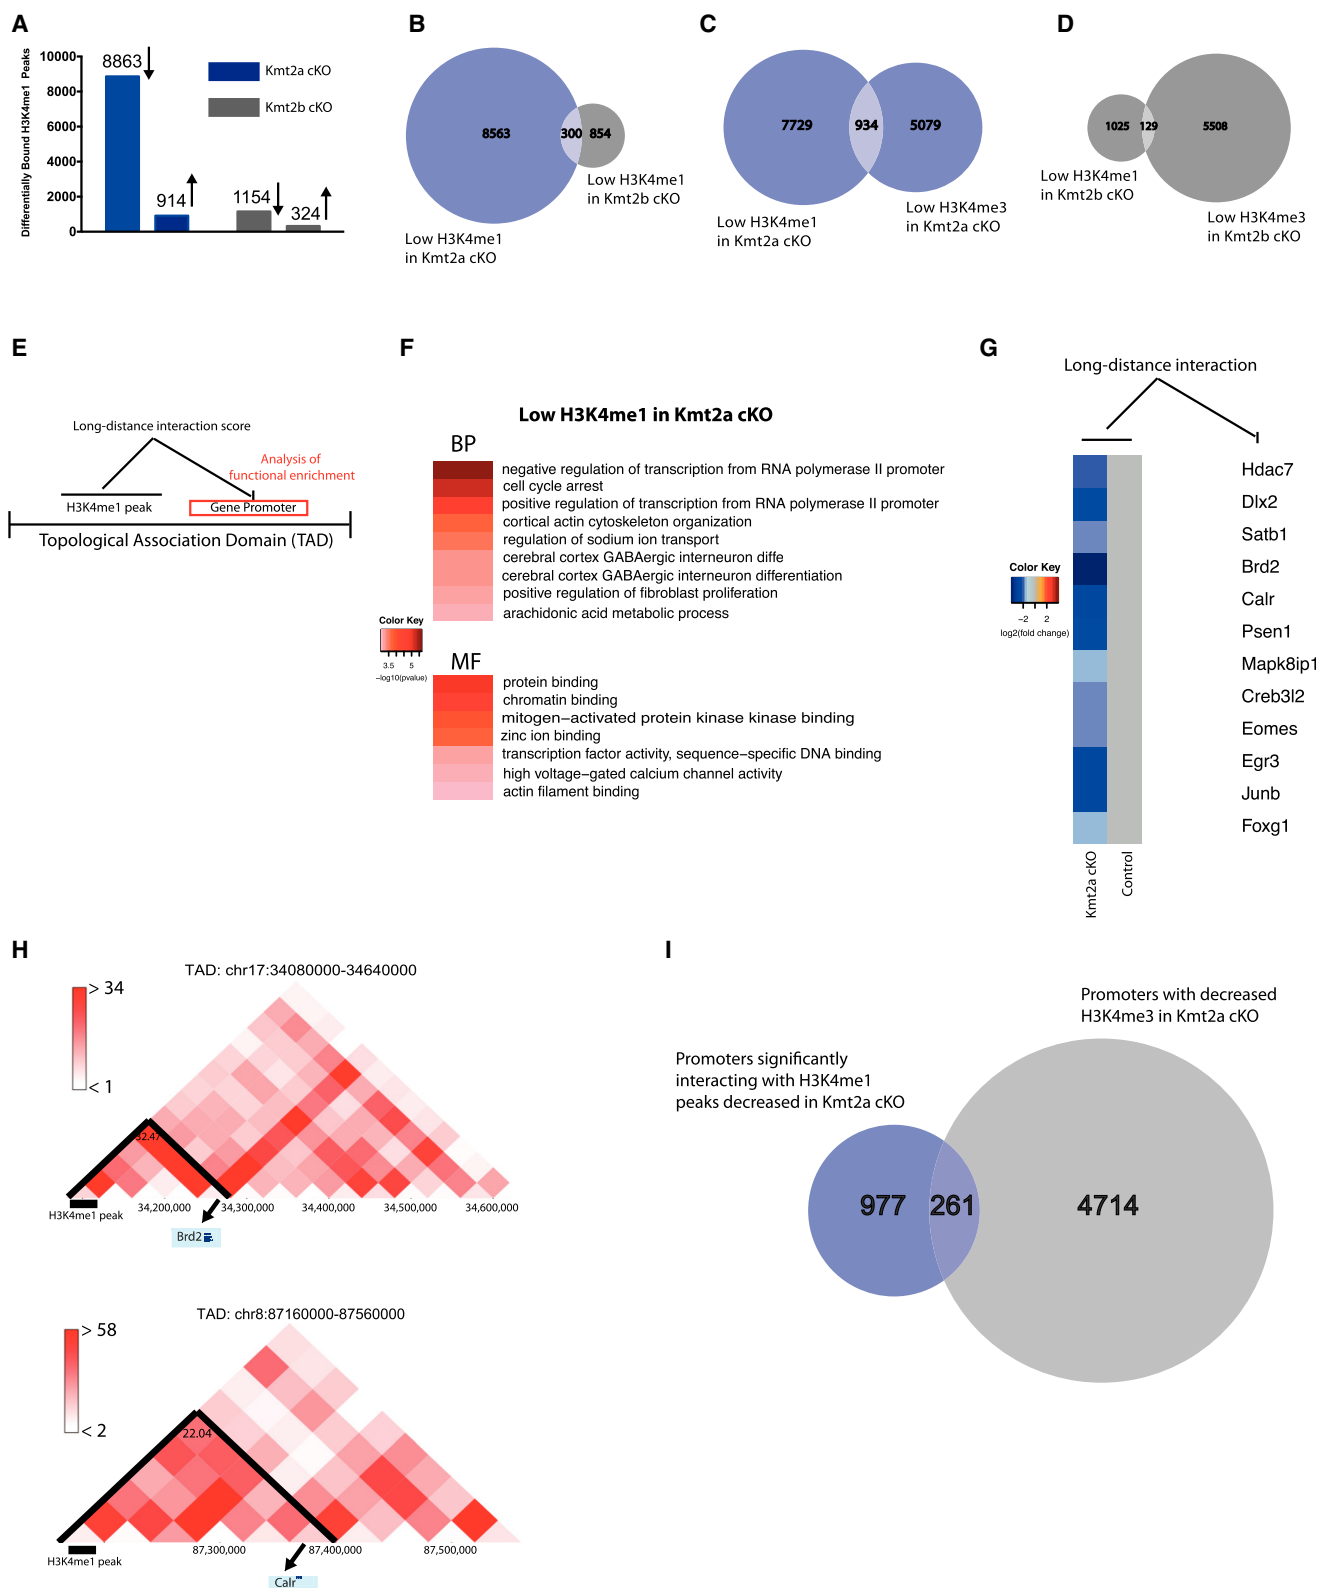 A
Differentially Bound H3K4me1 Peaks
10000
8000
6000
4000
2000
0
8863
914
1154
324
Kmt2a cKO
Kmt2b cKO
B
8563
300
854
Low H3K4me1
in Kmt2b cKO
Low H3K4me1
in Kmt2a cKO
C
7729
934
5079
Low H3K4me1
in Kmt2a cKO
Low H3K4me3
in Kmt2a cKO
D
1025
129
5508
Low H3K4me1
in Kmt2b cKO
Low H3K4me3
in Kmt2b cKO
E
Long-distance interaction score
Analysis of
functional enrichment
H3K4me1 peak
Gene Promoter
Topological Association Domain (TAD)
F
Low H3K4me1 in Kmt2a cKO
BP
negative regulation of transcription from RNA polymerase II promoter
cell cycle arrest
positive regulation of transcription from RNA polymerase II promoter
cortical actin cytoskeleton organization
regulation of sodium ion transport
cerebral cortex GABAergic interneuron diffe
cerebral cortex GABAergic interneuron differentiation
positive regulation of fibroblast proliferation
arachidonic acid metabolic process
Color Key
3.5 5
−log10(pvalue)
MF
protein binding
chromatin binding
mitogen−activated protein kinase kinase binding
zinc ion binding
transcription factor activity, sequence−specific DNA binding
high voltage−gated calcium channel activity
actin filament binding
G
Long-distance interaction
Color Key
−2 2
log2(fold change)
Hdac7
Dlx2
Satb1
Brd2
Calr
Psen1
Mapk8ip1
Creb3l2
Eomes
Egr3
Junb
Foxg1
Kmt2a cKO
Control
H
TAD: chr17:34080000-34640000
> 34
< 1
32.47
H3K4me1 peak
34,200,000
34,300,000
34,400,000
34,500,000
34,600,000
Brd2
TAD: chr8:87160000-87560000
> 58
< 2
22.04
H3K4me1 peak
87,300,000
87,400,000
87,500,000
Calr
I
Promoters with decreased
H3K4me3 in Kmt2a cKO
Promoters significantly
interacting with H3K4me1
peaks decreased in Kmt2a cKO
977
261
4714